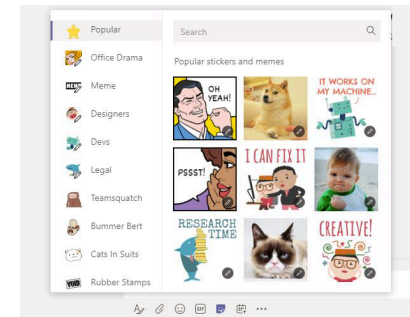 Popular
Office Drama
Meme
Designers
Devs
Legal
Teamsquatch
Bummer Bert
Cats In Suits
Rubber Stamps
Search
Popular stickers and memes
OH
YEAH!
IT WORKS ON
MY MACHINE...
PSSST!
I CAN FIX IT
RESEARCH
TIME
CREATIVE!
GIF